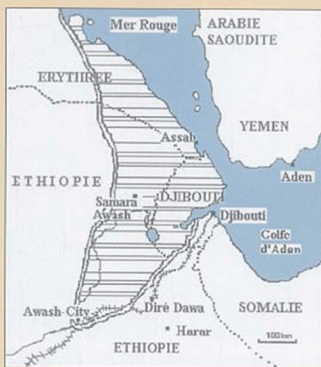 Mer Rouge
ARABIE
SAOUDITE
ERYTHREE
YEMEN
Assab
ETHIOPIE
Aden
DJIBOUTI
Samara
Awash
Djibouti
Golfe
d'Aden
Awash-City
Diré Dawa
SOMALIE
Harar
100km
ETHIOPIE